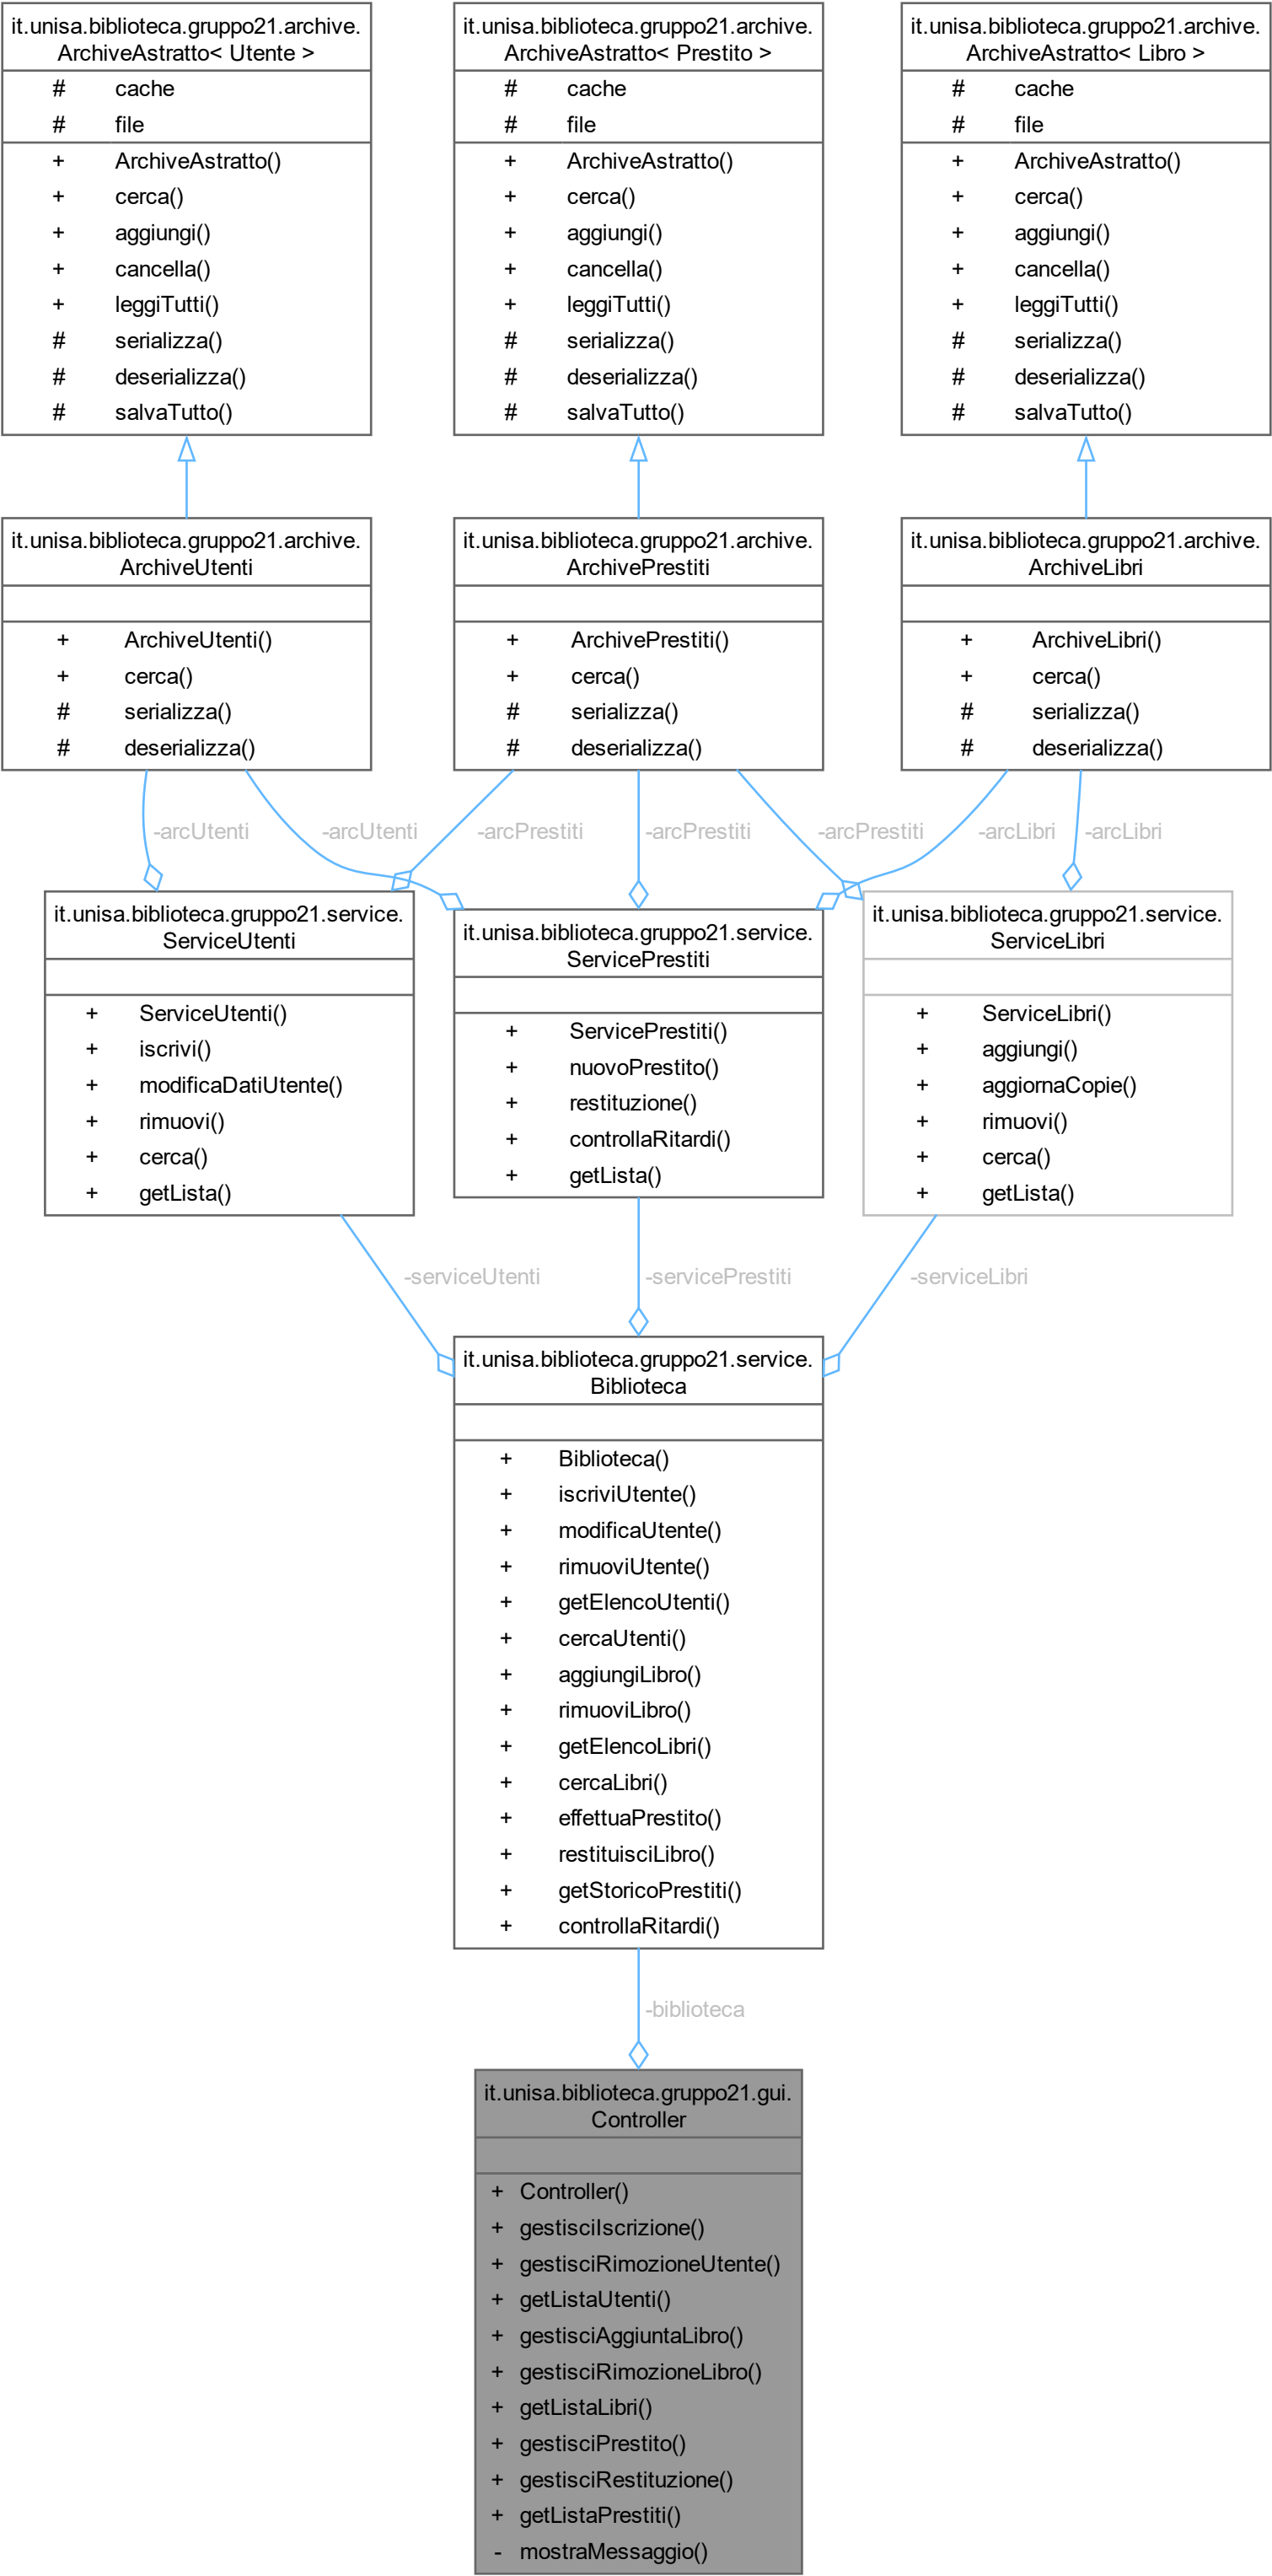 it.unisa.biblioteca.gruppo21.archive.
ArchiveAstratto< Utente >
# cache
# file
+ ArchiveAstratto()
+ cerca()
+ aggiungi()
+ cancella()
+ leggiTutti()
# serializza()
# deserializza()
# salvaTutto()
it.unisa.biblioteca.gruppo21.archive.
ArchiveAstratto< Prestito >
# cache
# file
+ ArchiveAstratto()
+ cerca()
+ aggiungi()
+ cancella()
+ leggiTutti()
# serializza()
# deserializza()
# salvaTutto()
it.unisa.biblioteca.gruppo21.archive.
ArchiveAstratto< Libro >
# cache
# file
+ ArchiveAstratto()
+ cerca()
+ aggiungi()
+ cancella()
+ leggiTutti()
# serializza()
# deserializza()
# salvaTutto()
it.unisa.biblioteca.gruppo21.archive.
ArchiveUtenti
+ ArchiveUtenti()
+ cerca()
# serializza()
# deserializza()
it.unisa.biblioteca.gruppo21.archive.
ArchivePrestiti
+ ArchivePrestiti()
+ cerca()
# serializza()
# deserializza()
it.unisa.biblioteca.gruppo21.archive.
ArchiveLibri
+ ArchiveLibri()
+ cerca()
# serializza()
# deserializza()
-arcUtenti
-arcUtenti
-arcPrestiti
-arcPrestiti
-arcPrestiti
-arcLibri
-arcLibri
it.unisa.biblioteca.gruppo21.service.
ServiceUtenti
+ ServiceUtenti()
+ iscrivi()
+ modificaDatiUtente()
+ rimuovi()
+ cerca()
+ getLista()
it.unisa.biblioteca.gruppo21.service.
ServicePrestiti
+ ServicePrestiti()
+ nuovoPrestito()
+ restituzione()
+ controllaRitardi()
+ getLista()
it.unisa.biblioteca.gruppo21.service.
ServiceLibri
+ ServiceLibri()
+ aggiungi()
+ aggiornaCopie()
+ rimuovi()
+ cerca()
+ getLista()
-serviceUtenti
-servicePrestiti
-serviceLibri
it.unisa.biblioteca.gruppo21.service.
Biblioteca
+ Biblioteca()
+ iscriviUtente()
+ modificaUtente()
+ rimuoviUtente()
+ getElencoUtenti()
+ cercaUtenti()
+ aggiungiLibro()
+ rimuoviLibro()
+ getElencoLibri()
+ cercaLibri()
+ effettuaPrestito()
+ restituisciLibro()
+ getStoricoPrestiti()
+ controllaRitardi()
-biblioteca
it.unisa.biblioteca.gruppo21.gui.
Controller
+ Controller()
+ gestisciIscrizione()
+ gestisciRimozioneUtente()
+ getListaUtenti()
+ gestisciAggiuntaLibro()
+ gestisciRimozioneLibro()
+ getListaLibri()
+ gestisciPrestito()
+ gestisciRestituzione()
+ getListaPrestiti()
- mostraMessaggio()